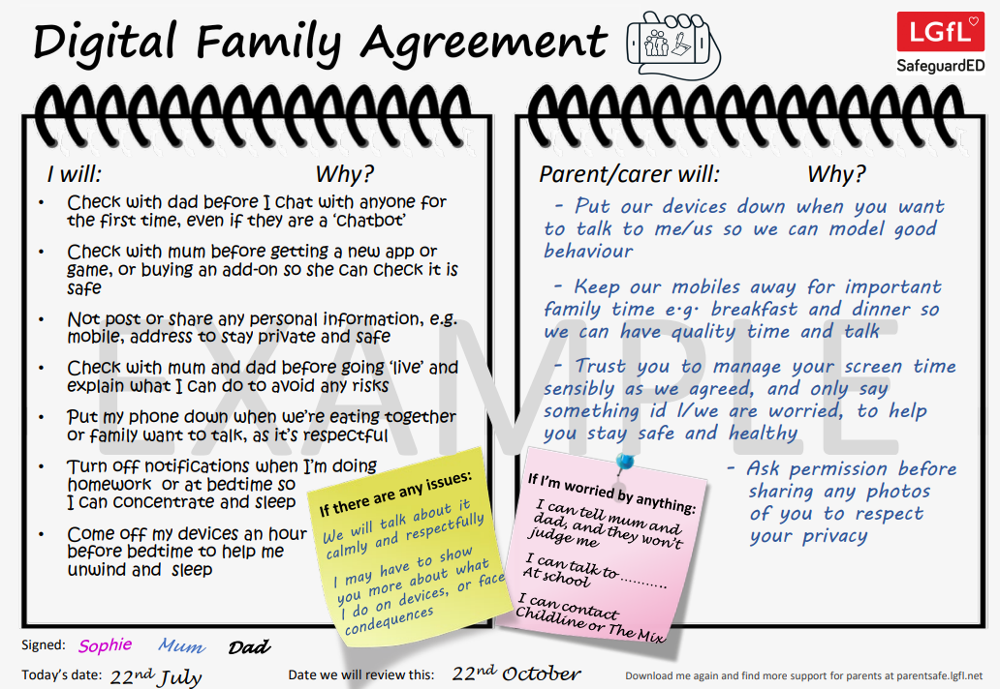 Digital Family Agreement
LGfL
SafeguardED
I will: Why?
• Check with dad before I chat with anyone for
the first time, even if they are a ‘chatbot’
• Check with mum before getting a new app or
game, or buying an add-on so she can check it is
safe
• Not post or share any personal information, e.g.
mobile, address to stay private and safe
• Check with mum and dad before going ‘live’ and
explain what I can do to avoid any risks
• Put my phone down when we’re eating together
or family want to talk, as it’s respectful
• Turn off notifications when I’m doing
homework or at bedtime so
I can concentrate and sleep
• Come off my devices an hour
before bedtime to help me
unwind and sleep
If there are any issues:
We will talk about it
calmly and respectfully
I may have to show
you more about what
I do on devices, or face
condequences
Parent/carer will: Why?
- Put our devices down when you want
to talk to me/us so we can model good
behaviour
- Keep our mobiles away for important
family time e.g. breakfast and dinner so
we can have quality time and talk
- Trust you to manage your screen time
sensibly as we agreed, and only say
something id I/we are worried, to help
you stay safe and healthy
- Ask permission before
sharing any photos
of you to respect
your privacy
If I’m worried by anything:
I can tell mum and
dad, and they won’t
judge me
I can talk to ...........
At school
I can contact
Childline or The Mix
EXAMPLE
Signed: Sophie Mum Dad
Today’s date: 22nd July
Date we will review this: 22nd October
Download me again and find more support for parents at parentsafe.lgfl.net